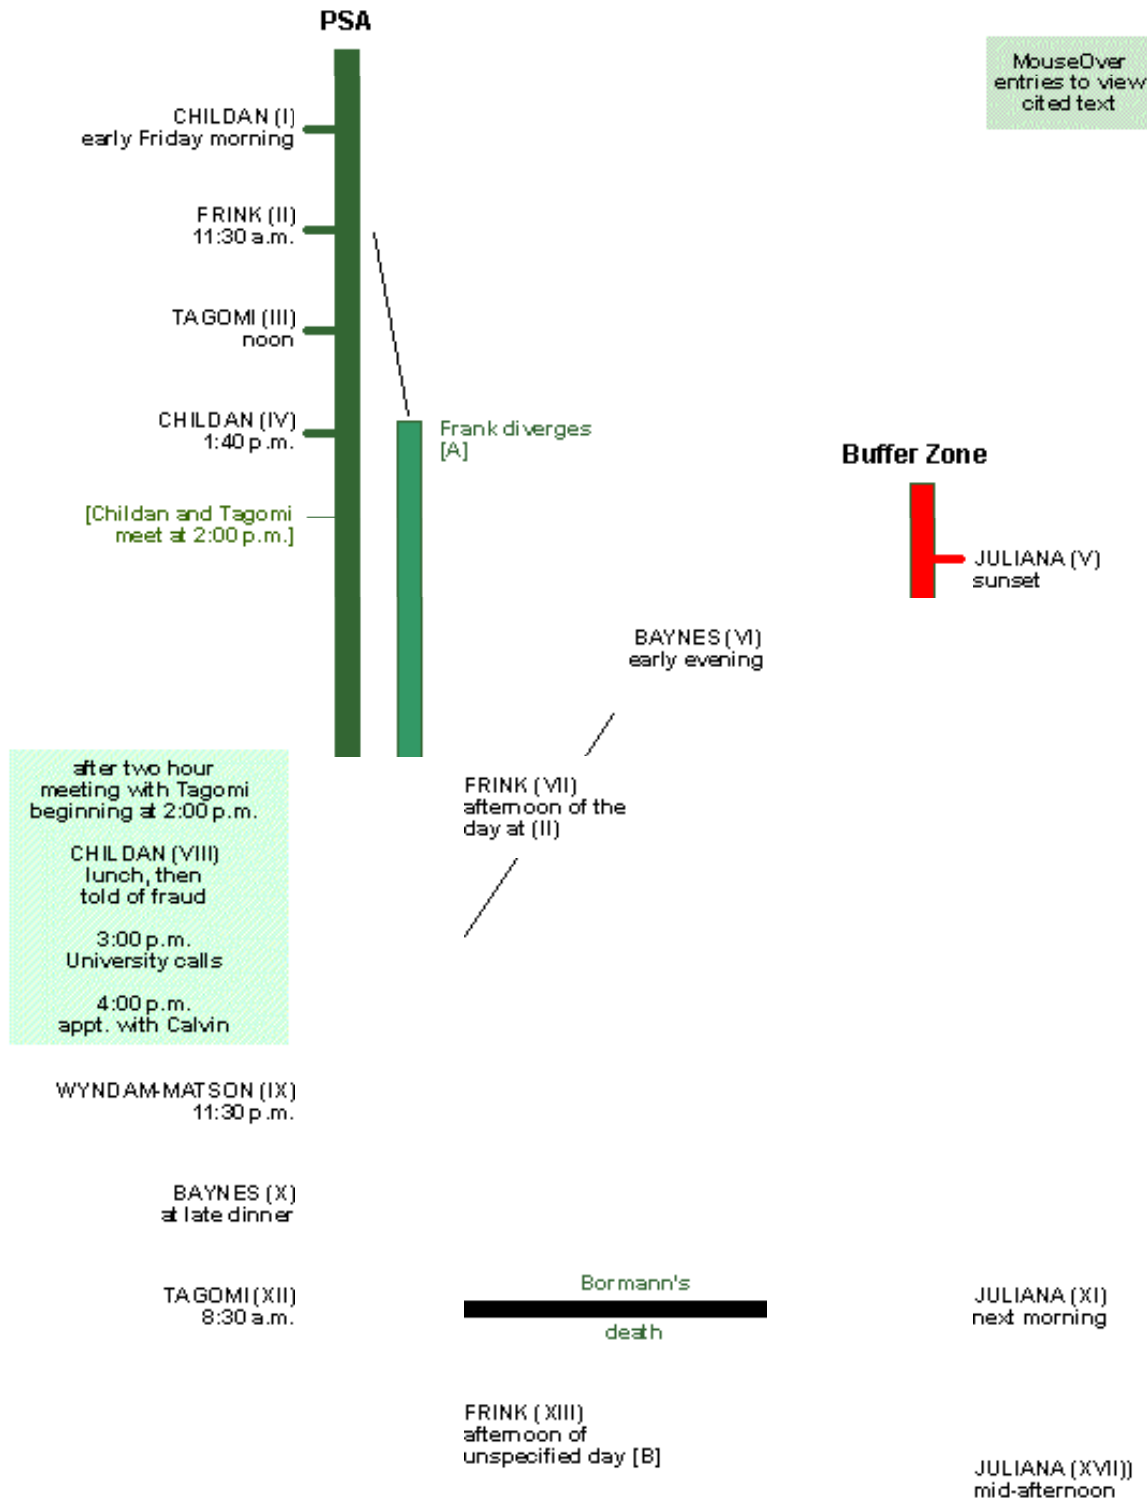 PSA
MouseOver
entries to view
cited text
CHILDAN (I)
early Friday morning
FRINK (II)
11:30 a.m.
TAGOMI (III)
noon
CHILDAN (IV)
1:40 p.m.
Frank diverges
[A]
Buffer Zone
[Childan and Tagomi
meet at 2:00 p.m.]
JULIANA (V)
sunset
BAYNES (VI)
early evening
after two hour
meeting with Tagomi
beginning at 2:00 p.m.
CHILDAN (VIII)
lunch, then
told of fraud
3:00 p.m.
University calls
4:00 p.m.
appt. with Calvin
FRINK (VII)
afternoon of the
day at (II)
WYNDAM-MATSON (IX)
11:30 p.m.
BAYNES (X)
at late dinner
TAGOMI (XII)
8:30 a.m.
Bormann's
death
JULIANA (XI)
next morning
FRINK (XIII)
afternoon of
unspecified day [B]
JULIANA (XVII))
mid-afternoon